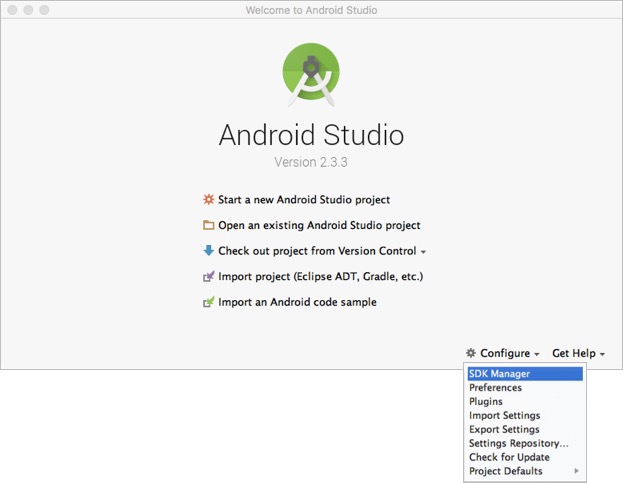 Welcome to Android Studio
Android Studio
Version 2.3.3
Start a new Android Studio project
Open an existing Android Studio project
Check out project from Version Control
Import project (Eclipse ADT, Gradle, etc.)
Import an Android code sample
Configure Get Help
SDK Manager
Preferences
Plugins
Import Settings
Export Settings
Settings Repository...
Check for Update
Project Defaults